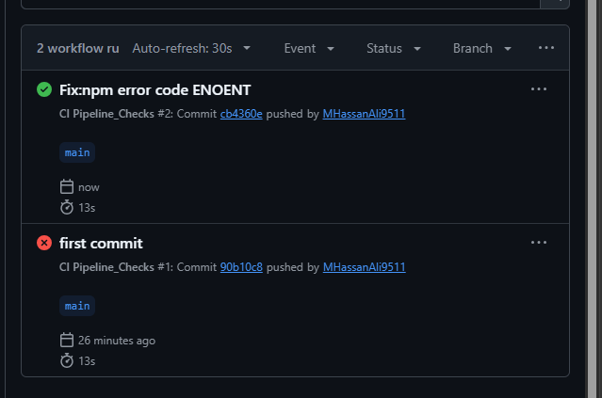 2 workflow ru Auto-refresh: 30s Event Status Branch
Fix:npm error code ENOENT
CI Pipeline_Checks #2: Commit cb4360e pushed by MHassanAli9511
main
now
13s
first commit
CI Pipeline_Checks #1: Commit 90b10c8 pushed by MHassanAli9511
main
26 minutes ago
13s